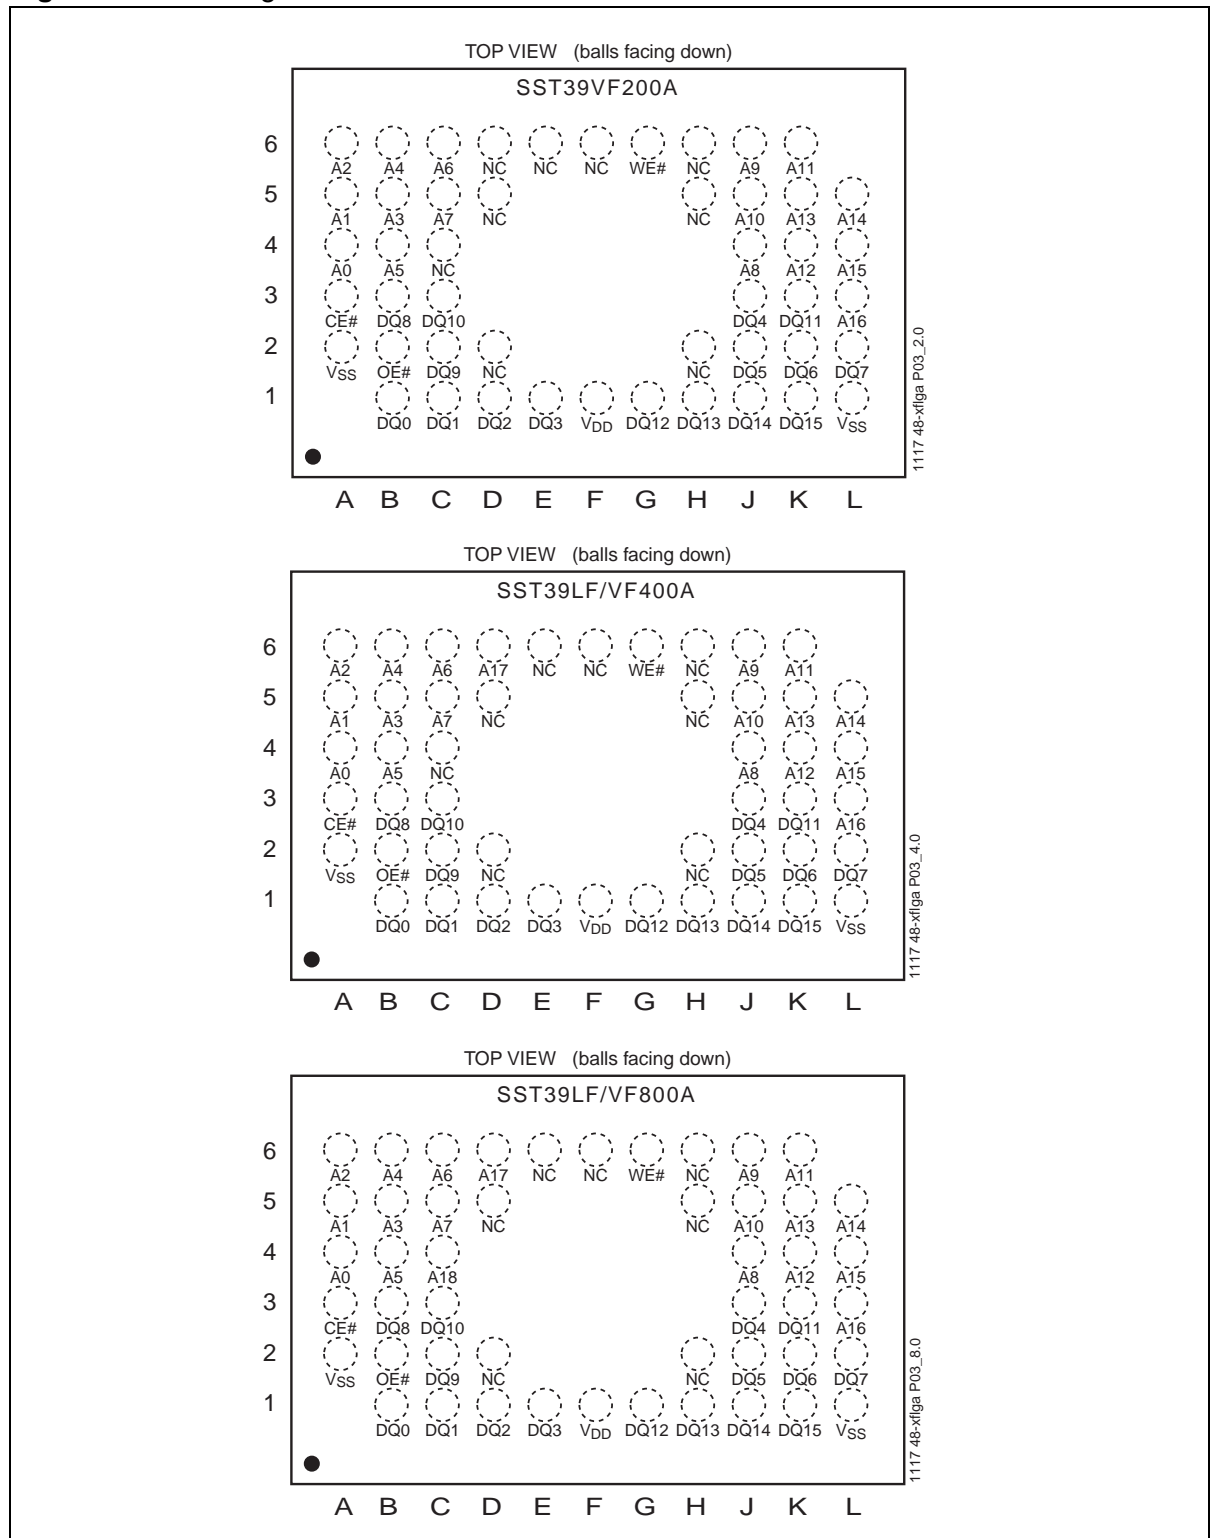 TOP VIEW (balls facing down)
SST39VF200A
6
A2 A4 A6 NC NC NC WE# NC A9 A11
5
A1 A3 A7 NC NC A10 A13 A14
4
A0 A5 NC A8 A12 A15
3
CE# DQ8 DQ10 DQ4 DQ11 A16
2
VSS OE# DQ9 NC NC DQ5 DQ6 DQ7
1
DQ0 DQ1 DQ2 DQ3 VDD DQ12 DQ13 DQ14 DQ15 VSS
1117 48-xflga P03_2.0
A B C D E F G H J K L
TOP VIEW (balls facing down)
SST39LF/VF400A
6
A2 A4 A6 A17 NC NC WE# NC A9 A11
5
A1 A3 A7 NC NC A10 A13 A14
4
A0 A5 NC A8 A12 A15
3
CE# DQ8 DQ10 DQ4 DQ11 A16
2
VSS OE# DQ9 NC NC DQ5 DQ6 DQ7
1
DQ0 DQ1 DQ2 DQ3 VDD DQ12 DQ13 DQ14 DQ15 VSS
1117 48-xflga P03_4.0
A B C D E F G H J K L
TOP VIEW (balls facing down)
SST39LF/VF800A
6
A2 A4 A6 A17 NC NC WE# NC A9 A11
5
A1 A3 A7 NC NC A10 A13 A14
4
A0 A5 A18 A8 A12 A15
3
CE# DQ8 DQ10 DQ4 DQ11 A16
2
VSS OE# DQ9 NC NC DQ5 DQ6 DQ7
1
DQ0 DQ1 DQ2 DQ3 VDD DQ12 DQ13 DQ14 DQ15 VSS
1117 48-xflga P03_8.0
A B C D E F G H J K L